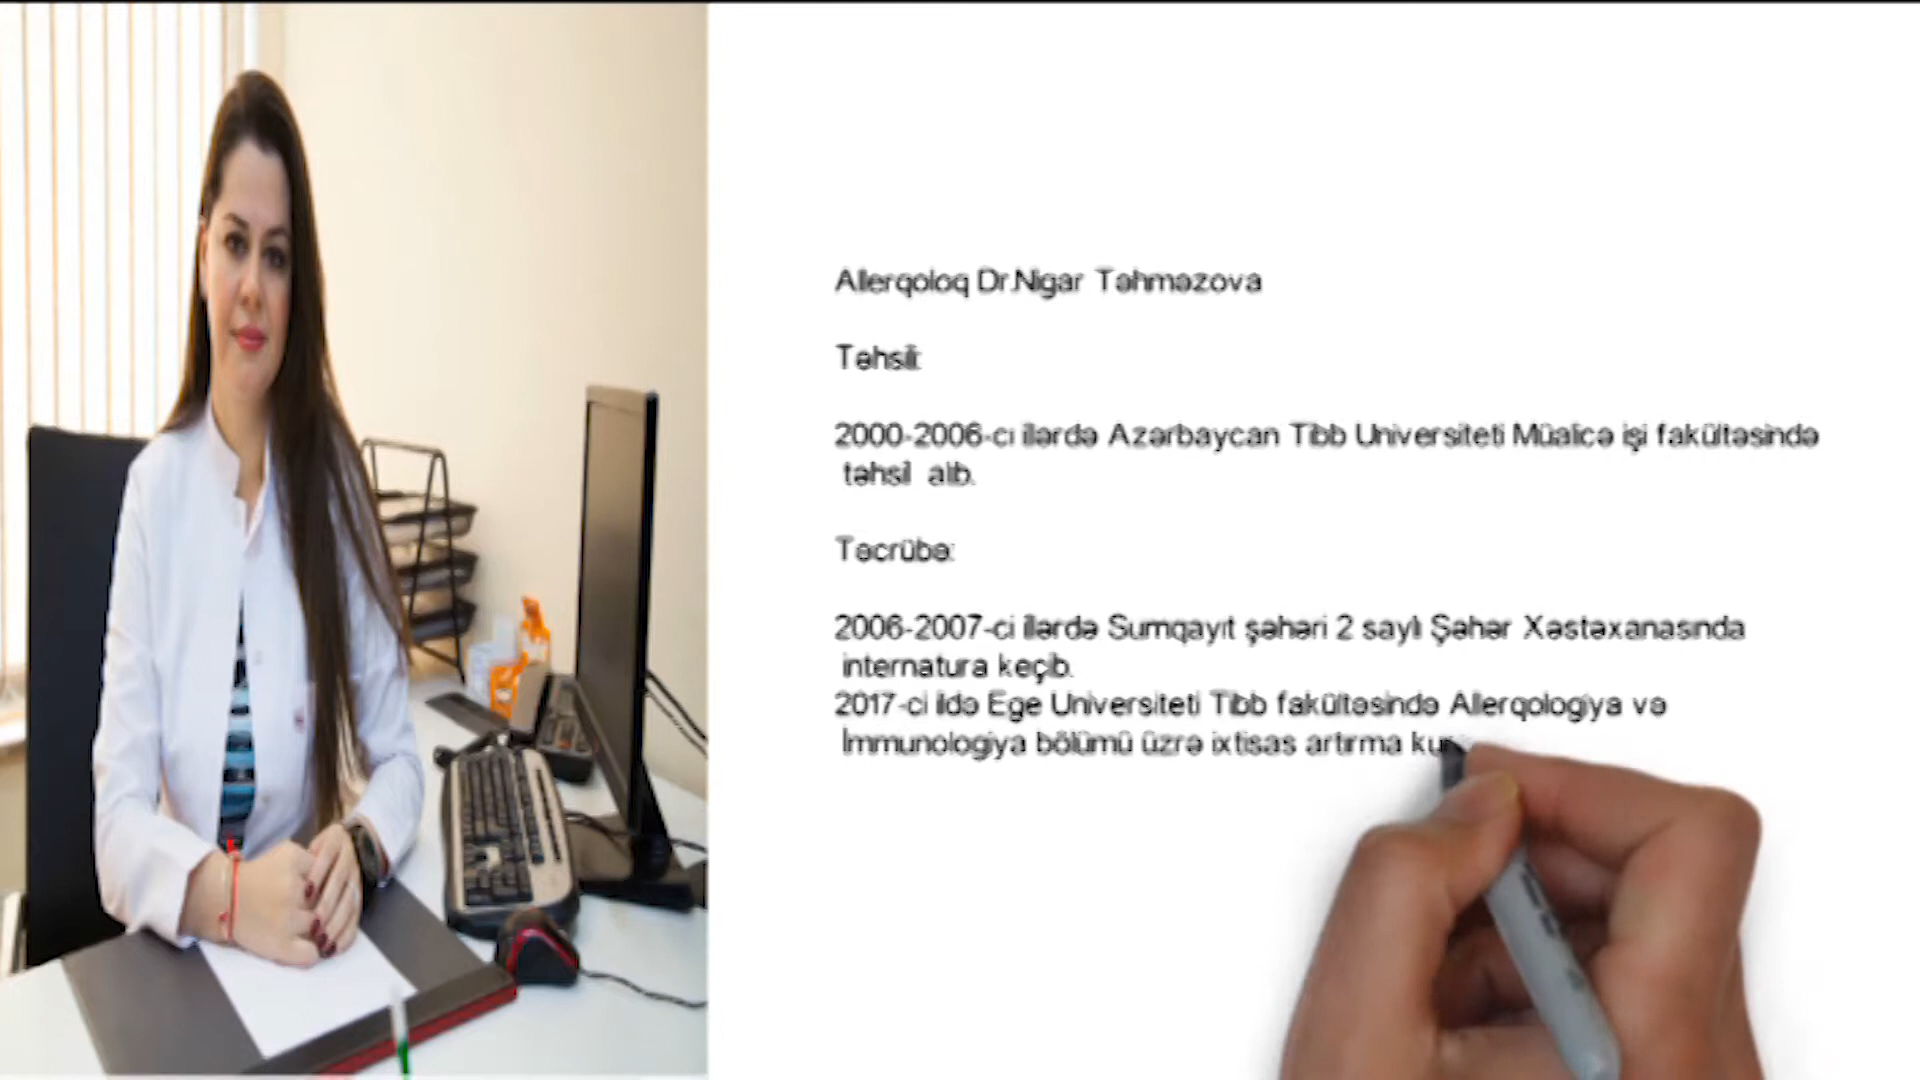 Allerqoloq Dr.Nigar Təhməzova
Təhsili:
2000-2006-cı illərdə Azərbaycan Tibb Universiteti Müalicə işi fakültəsində
təhsil alıb.
Təcrübə:
2006-2007-ci illərdə Sumqayıt şəhəri 2 saylı Şəhər Xəstəxanasında
internatura keçib.
2017-ci ildə Ege Universiteti Tibb fakültəsində Allerqologiya və
İmmunologiya bölümü üzrə ixtisas artırma